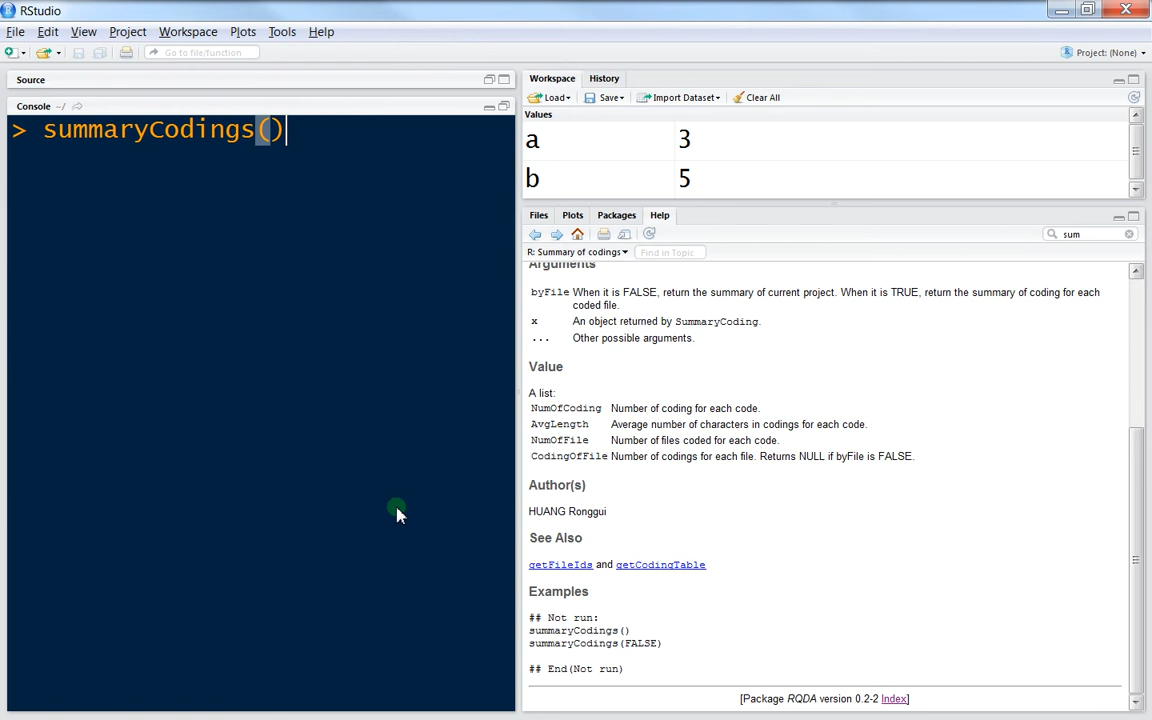 RStudio
File Edit View Project Workspace Plots Tools Help
Go to file/function Project: (None)
Source
Console ~/
> summaryCodings()
Workspace History
Load Save Import Dataset Clear All
Values
a 3
b 5
Files Plots Packages Help
sum
R: Summary of codings Find in Topic
Arguments
byFile When it is FALSE, return the summary of current project. When it is TRUE, return the summary of coding for each
coded file.
x An object returned by SummaryCoding.
... Other possible arguments.
Value
A list:
NumOfCoding Number of coding for each code.
AvgLength Average number of characters in codings for each code.
NumOfFile Number of files coded for each code.
CodingOfFile Number of codings for each file. Returns NULL if byFile is FALSE.
Author(s)
HUANG Ronggui
See Also
getFileIds and getCodingTable
Examples
## Not run:
summaryCodings()
summaryCodings(FALSE)
## End(Not run)
[Package RQDA version 0.2-2 Index]